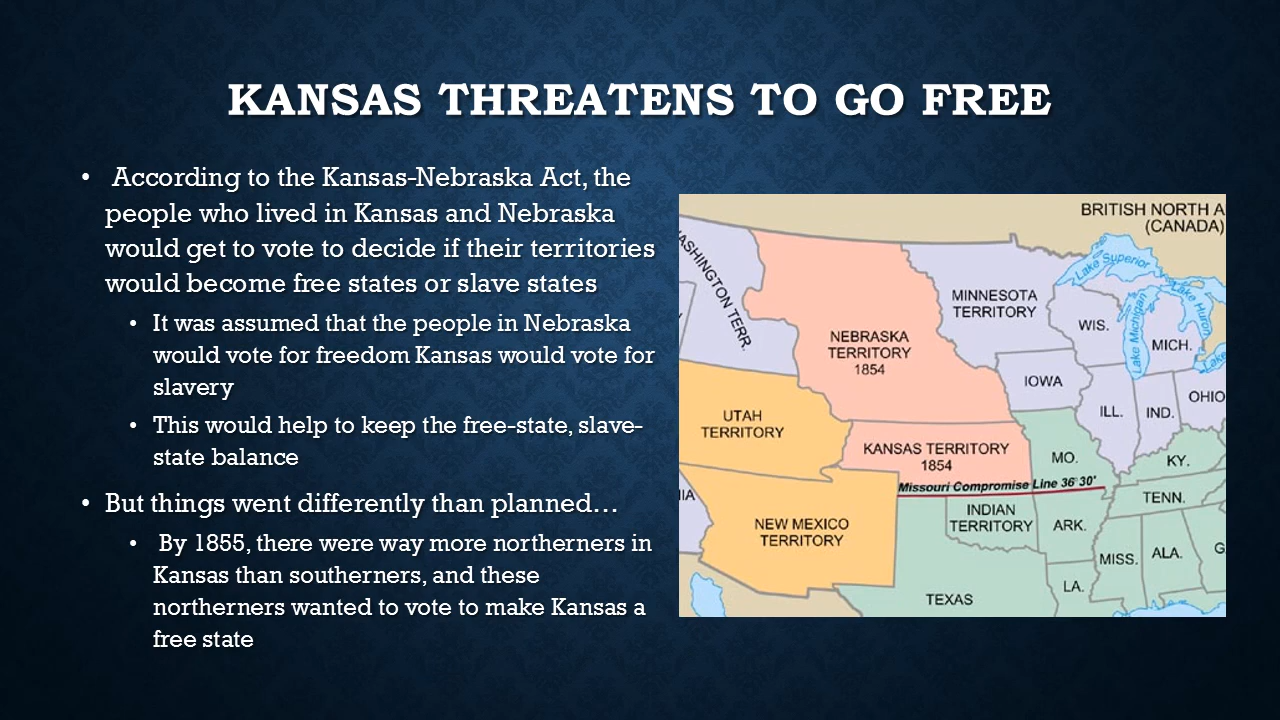 KANSAS THREATENS TO GO FREE
• According to the Kansas-Nebraska Act, the
people who lived in Kansas and Nebraska
would get to vote to decide if their territories
would become free states or slave states
• It was assumed that the people in Nebraska
would vote for freedom Kansas would vote for
slavery
• This would help to keep the free-state, slave-
state balance
• But things went differently than planned…
• By 1855, there were way more northerners in
Kansas than southerners, and these
northerners wanted to vote to make Kansas a
free state
BRITISH NORTH A
(CANADA)
WASHINGTON TERR.
Lake Superior
MINNESOTA
TERRITORY
Lake Huron
WIS.
Lake Michigan
NEBRASKA
TERRITORY
1854
MICH.
Lake
IOWA
OHIO
ILL.
IND.
UTAH
TERRITORY
KANSAS TERRITORY
1854
MO.
KY.
Missouri Compromise Line 36°30'
NIA
TENN.
INDIAN
TERRITORY
ARK.
NEW MEXICO
TERRITORY
MISS.
ALA.
G
LA.
TEXAS